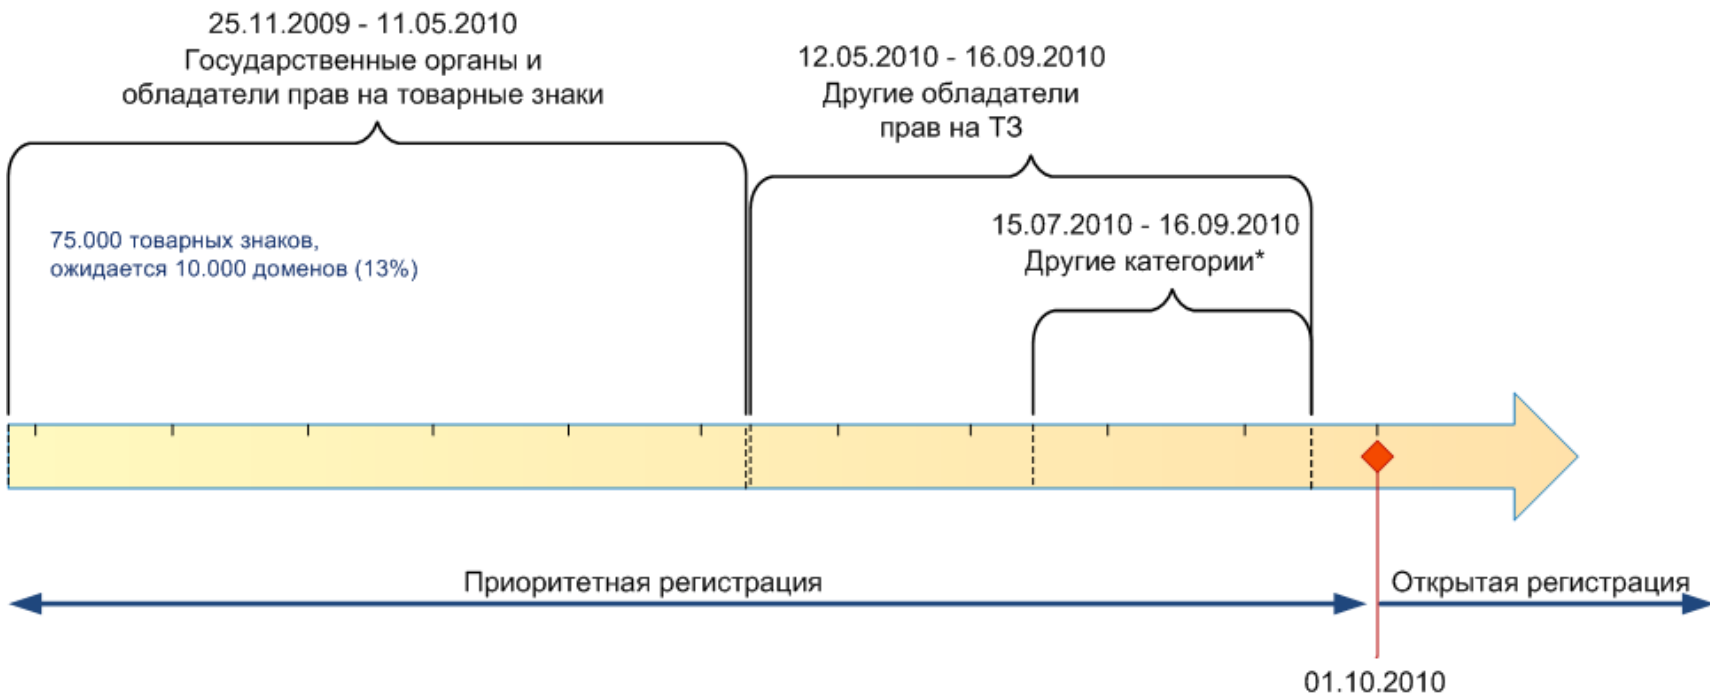 25.11.2009 - 11.05.2010
Государственные органы и
обладатели прав на товарные знаки
12.05.2010 - 16.09.2010
Другие обладатели
прав на ТЗ
15.07.2010 - 16.09.2010
Другие категории*
75.000 товарных знаков,
ожидается 10.000 доменов (13%)
Приоритетная регистрация
Открытая регистрация
01.10.2010